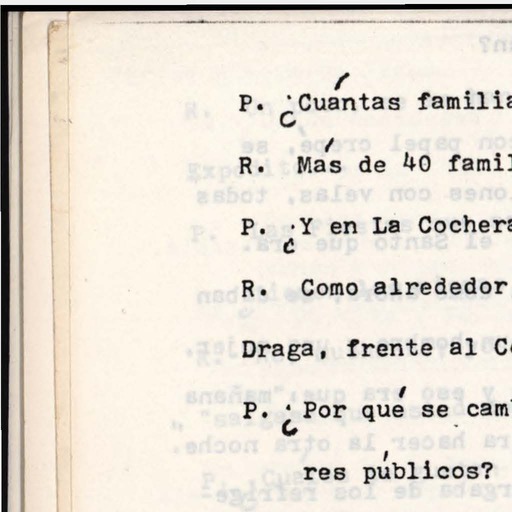 P. ¿Cuántas familia
R. Más de 40 famil
P. ¿Y en La Cochera
R. Como alrededor
Draga, frente al C
P. ¿Por qué se cam
res públicos?